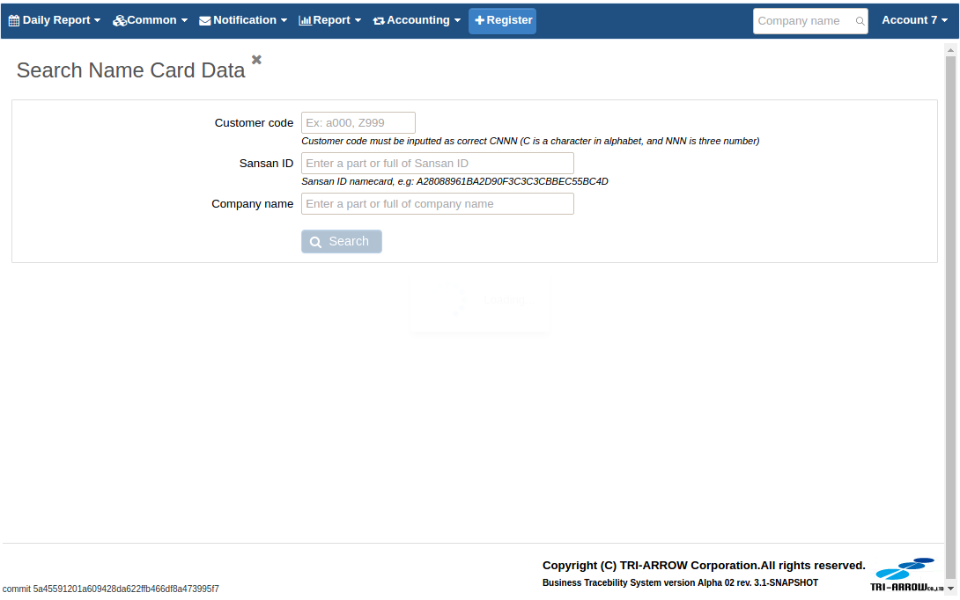 Daily Report Common Notification Report Accounting Register Company name Account 7
Search Name Card Data
Customer code Ex: a000, Z999
Customer code must be inputted as correct CNNN (C is a character in alphabet, and NNN is three number)
Sansan ID Enter a part or full of Sansan ID
Sansan ID namecard, e.g: A28088961BA2D90F3C3C3CBBEC55BC4D
Company name Enter a part or full of company name
Search
Copyright (C) TRI-ARROW Corporation.All rights reserved.
Business Tracebility System version Alpha 02 rev. 3.1-SNAPSHOT
TRI-ARROW CO.,LTD
commit 5a45591201a609428da622ffb466df8a473995f7